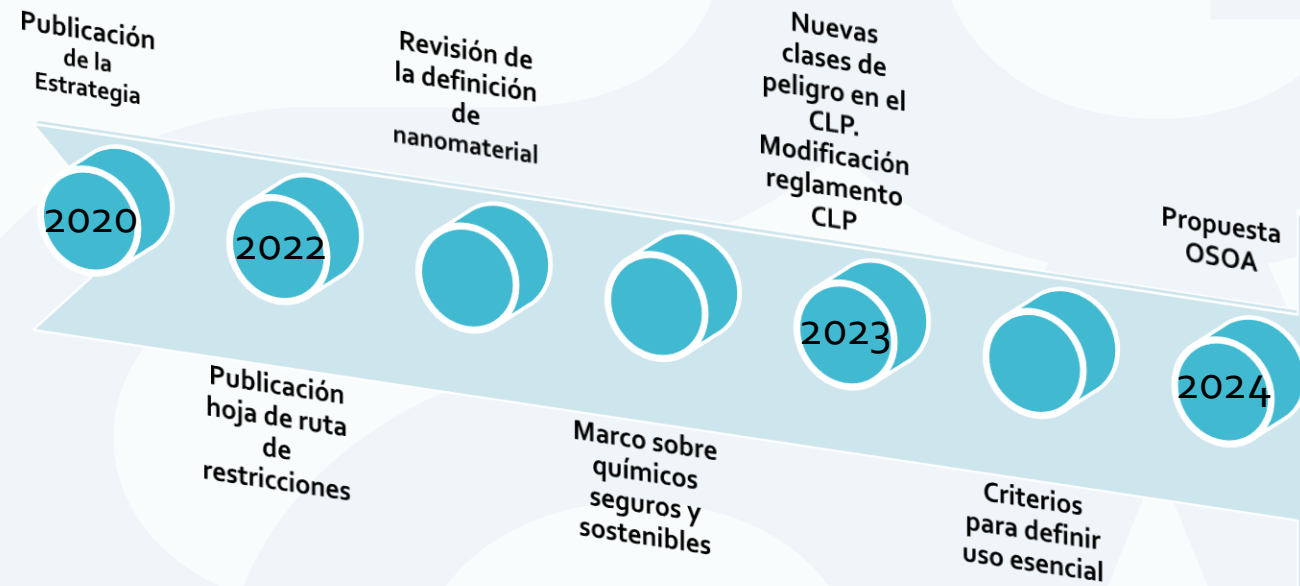 Publicación
de la
Estrategia
2020
2022
Publicación
hoja de ruta
de
restricciones
Revisión de
la definición
de
nanomaterial
Marco sobre
químicos
seguros y
sostenibles
Nuevas
clases de
peligro en el
CLP.
Modificación
reglamento
CLP
2023
Criterios
para definir
uso esencial
Propuesta
OSOA
2024